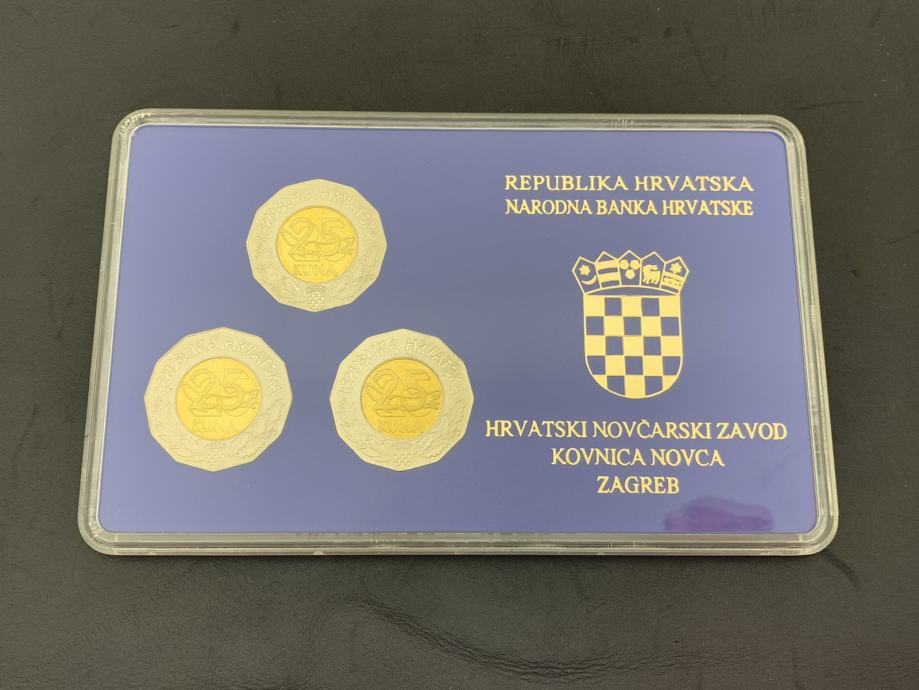 REPUBLIKA HRVATSKA
NARODNA BANKA HRVATSKE
HRVATSKI NOVČARSKI ZAVOD
KOVNICA NOVCA
ZAGREB
REPUBLIKA HRVATSKA
25
KUNA
REPUBLIKA HRVATSKA
25
KUNA
REPUBLIKA HRVATSKA
25
KUNA